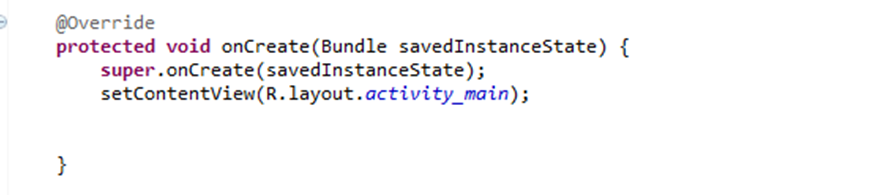 @Override
protected void onCreate(Bundle savedInstanceState) {
super.onCreate(savedInstanceState);
setContentView(R.layout.activity_main);
}